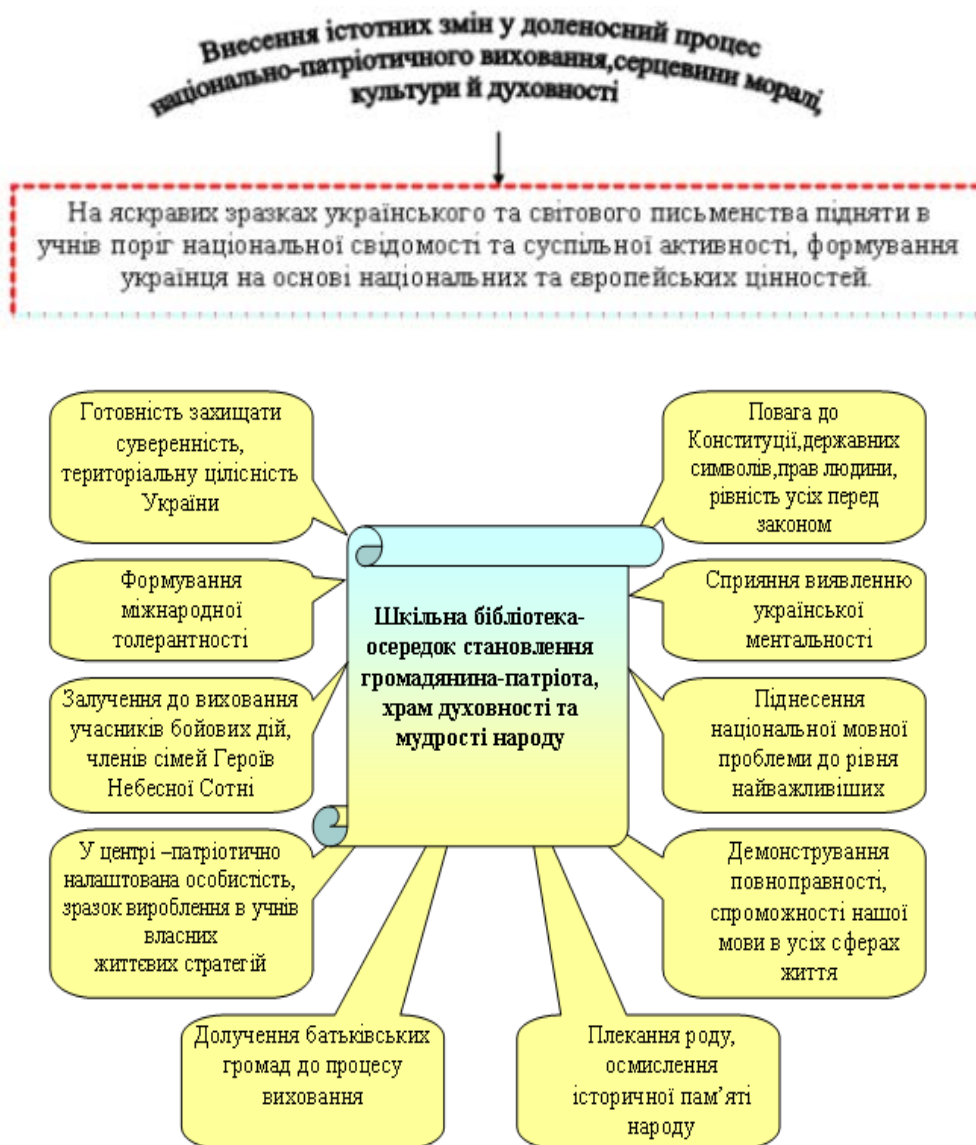 Внесення істотних змін у доленосний процес
національно-патріотичного виховання,серцевини моралі,
культури й духовності
На яскравих зразках українського та світового письменства підняти в
учнів поріг національної свідомості та суспільної активності, формування
українця на основі національних та європейських цінностей.
Готовність захищати
суверенність,
територіальну цілісність
України
Повага до
Конституції,державних
символів,прав людини,
рівність усіх перед
законом
Формування
міжнародної
толерантності
Сприяння виявленню
української
ментальності
Шкільна бібліотека-
осередок становлення
громадянина-патріота,
храм духовності та
мудрості народу
Залучення до виховання
учасників бойових дій,
членів сімей Героїв
Небесної Сотні
Піднесення
національної мовної
проблеми до рівня
найважливіших
У центрі –патріотично
налаштована особистість,
зразок вироблення в учнів
власних
життєвих стратегій
Демонстрування
повноправності,
спроможності нашої
мови в усіх сферах
життя
Долучення батьківських
громад до процесу
виховання
Плекання роду,
осмислення
історичної пам’яті
народу